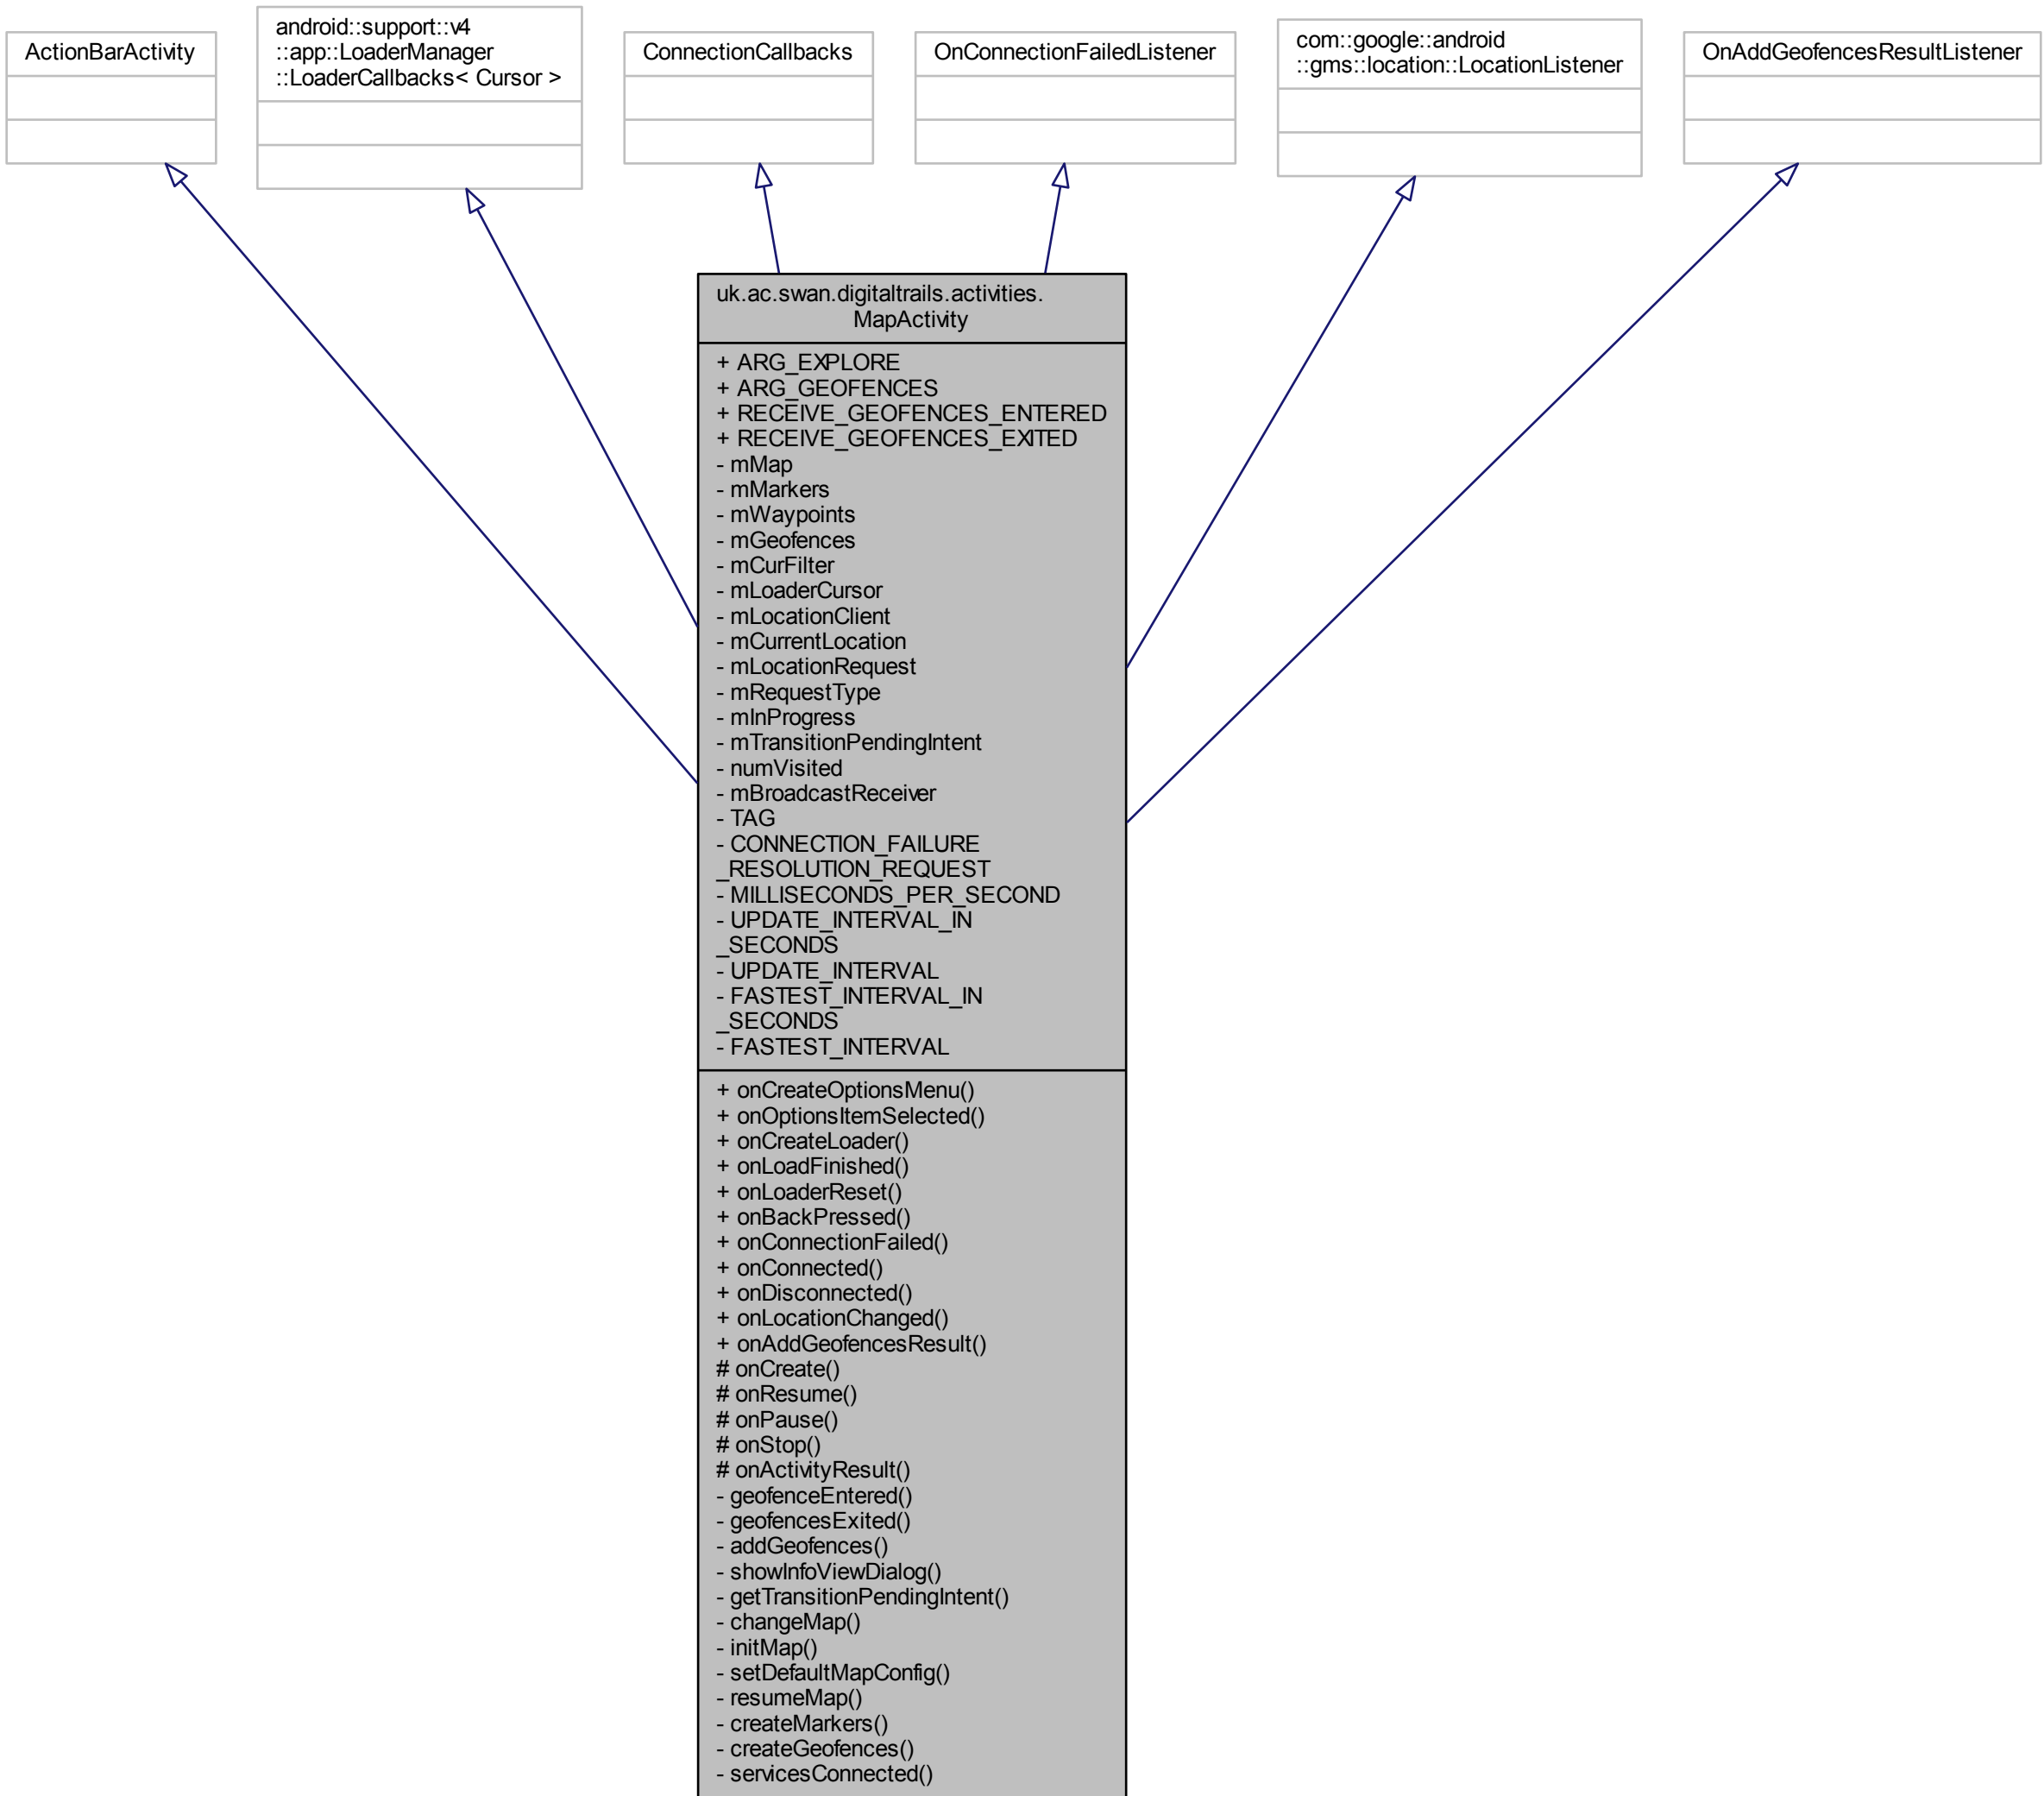 ActionBarActivity
android::support::v4
::app::LoaderManager
::LoaderCallbacks< Cursor >
ConnectionCallbacks
OnConnectionFailedListener
com::google::android
::gms::location::LocationListener
OnAddGeofencesResultListener
uk.ac.swan.digitaltrails.activities.
MapActivity
+ ARG_EXPLORE
+ ARG_GEOFENCES
+ RECEIVE_GEOFENCES_ENTERED
+ RECEIVE_GEOFENCES_EXITED
- mMap
- mMarkers
- mWaypoints
- mGeofences
- mCurFilter
- mLoaderCursor
- mLocationClient
- mCurrentLocation
- mLocationRequest
- mRequestType
- mInProgress
- mTransitionPendingIntent
- numVisited
- mBroadcastReceiver
- TAG
- CONNECTION_FAILURE
_RESOLUTION_REQUEST
- MILLISECONDS_PER_SECOND
- UPDATE_INTERVAL_IN
_SECONDS
- UPDATE_INTERVAL
- FASTEST_INTERVAL_IN
_SECONDS
- FASTEST_INTERVAL
+ onCreateOptionsMenu()
+ onOptionsItemSelected()
+ onCreateLoader()
+ onLoadFinished()
+ onLoaderReset()
+ onBackPressed()
+ onConnectionFailed()
+ onConnected()
+ onDisconnected()
+ onLocationChanged()
+ onAddGeofencesResult()
# onCreate()
# onResume()
# onPause()
# onStop()
# onActivityResult()
- geofenceEntered()
- geofencesExited()
- addGeofences()
- showInfoViewDialog()
- getTransitionPendingIntent()
- changeMap()
- initMap()
- setDefaultMapConfig()
- resumeMap()
- createMarkers()
- createGeofences()
- servicesConnected()